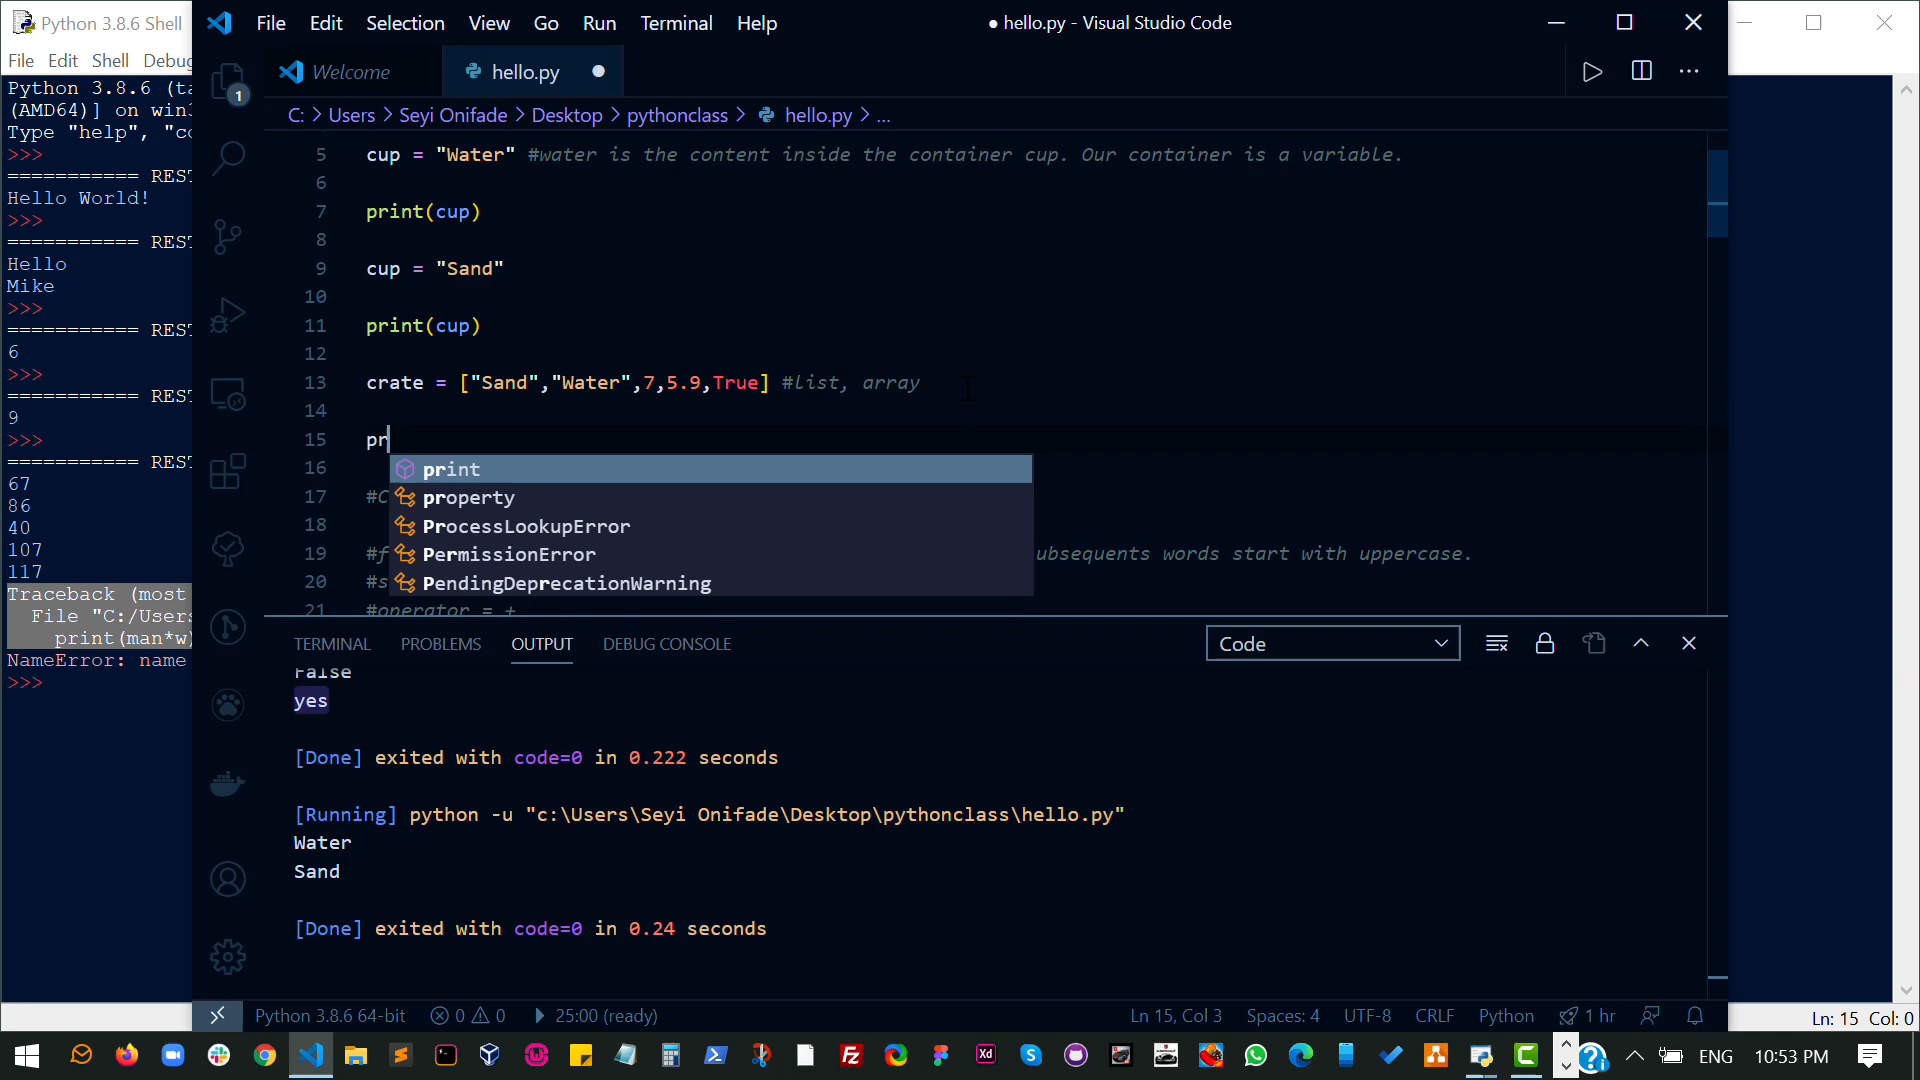 Python 3.8.6 Shell
File Edit Shell Debug
Python 3.8.6 (ta
(AMD64)] on win3
Type "help", "co
>>>
=========== REST
Hello World!
>>>
=========== REST
Hello
Mike
>>>
=========== REST
6
>>>
=========== REST
9
>>>
=========== REST
67
86
40
107
117
Traceback (most
File "C:/Users
print(man*w)
NameError: name
>>>
File Edit Selection View Go Run Terminal Help
● hello.py - Visual Studio Code
Welcome
hello.py
C: > Users > Seyi Onifade > Desktop > pythonclass > hello.py > ...
5 cup = "Water" #water is the content inside the container cup. Our container is a variable.
6
7 print(cup)
8
9 cup = "Sand"
10
11 print(cup)
12
13 crate = ["Sand","Water",7,5.9,True] #list, array
14
15 pr
16
17 #C
18
19 #f ubsequents words start with uppercase.
20 #s
21 #operator = +
print
property
ProcessLookupError
PermissionError
PendingDeprecationWarning
TERMINAL PROBLEMS OUTPUT DEBUG CONSOLE
Code
False
yes
[Done] exited with code=0 in 0.222 seconds
[Running] python -u "c:\Users\Seyi Onifade\Desktop\pythonclass\hello.py"
Water
Sand
[Done] exited with code=0 in 0.24 seconds
Python 3.8.6 64-bit 0 0 25:00 (ready)
Ln 15, Col 3 Spaces: 4 UTF-8 CRLF Python 1 hr
Ln: 15 Col: 0
ENG 10:53 PM